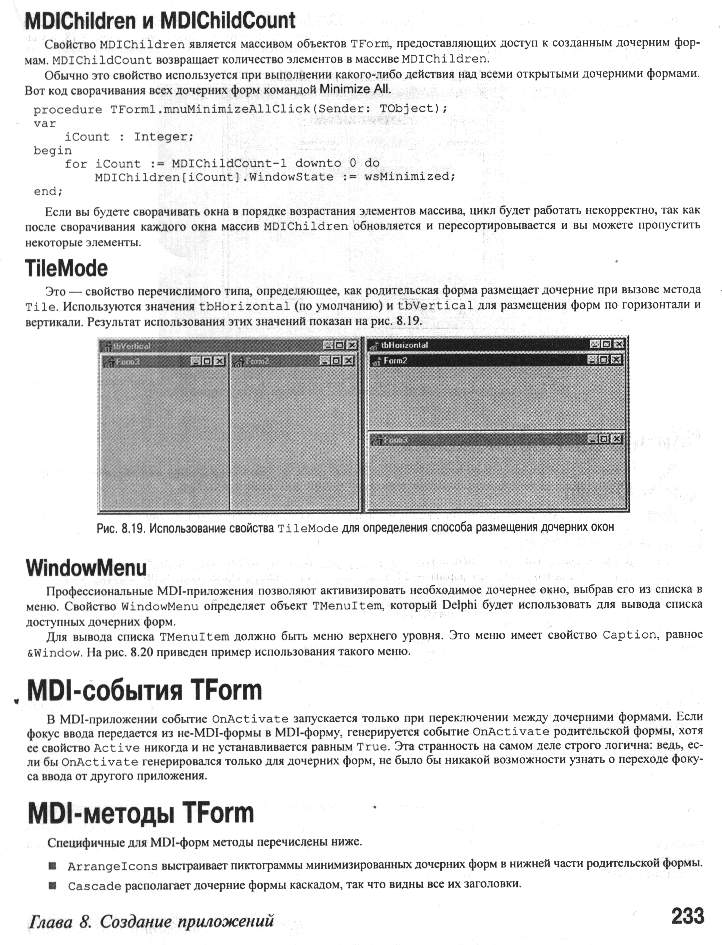 MDIChildren и MDIChildCount
Свойство MDIChildren является массивом объектов TForm, предоставляющих доступ к созданным дочерним фор-
мам. MDIChildCount возвращает количество элементов в массиве MDIChildren.
Обычно это свойство используется при выполнении какого-либо действия над всеми открытыми дочерними формами.
Вот код сворачивания всех дочерних форм командой Minimize All.
procedure TForm1.mnuMinimizeAllClick(Sender: TObject);
var
iCount : Integer;
begin
for iCount := MDIChildCount-1 downto 0 do
MDIChildren[iCount].WindowState := wsMinimized;
end;
Если вы будете сворачивать окна в порядке возрастания элементов массива, цикл будет работать некорректно, так как
после сворачивания каждого окна массив MDIChildren обновляется и пересортировывается и вы можете пропустить
некоторые элементы.
TileMode
Это — свойство перечислимого типа, определяющее, как родительская форма размещает дочерние при вызове метода
Tile. Используются значения tbHorizontal (по умолчанию) и tbVertical для размещения форм по горизонтали и
вертикали. Результат использования этих значений показан на рис. 8.19.
tbVertical
tbHorizontal
Form3
Form2
Form2
Form3
Рис. 8.19. Использование свойства TileMode для определения способа размещения дочерних окон
WindowMenu
Профессиональные MDI-приложения позволяют активизировать необходимое дочернее окно, выбрав его из списка в
меню. Свойство WindowMenu определяет объект TMenuItem, который Delphi будет использовать для вывода списка
доступных дочерних форм.
Для вывода списка TMenuItem должно быть меню верхнего уровня. Это меню имеет свойство Caption, равное
&Window. На рис. 8.20 приведен пример использования такого меню.
MDI-события TForm
В MDI-приложении событие OnActivate запускается только при переключении между дочерними формами. Если
фокус ввода передается из не-MDI-формы в MDI-форму, генерируется событие OnActivate родительской формы, хотя
ее свойство Active никогда и не устанавливается равным True. Эта странность на самом деле строго логична: ведь, ес-
ли бы OnActivate генерировался только для дочерних форм, не было бы никакой возможности узнать о переходе фоку-
са ввода от другого приложения.
MDI-методы TForm
Специфичные для MDI-форм методы перечислены ниже.
■ ArrangeIcons выстраивает пиктограммы минимизированных дочерних форм в нижней части родительской формы.
■ Cascade располагает дочерние формы каскадом, так что видны все их заголовки.
Глава 8. Создание приложений
233